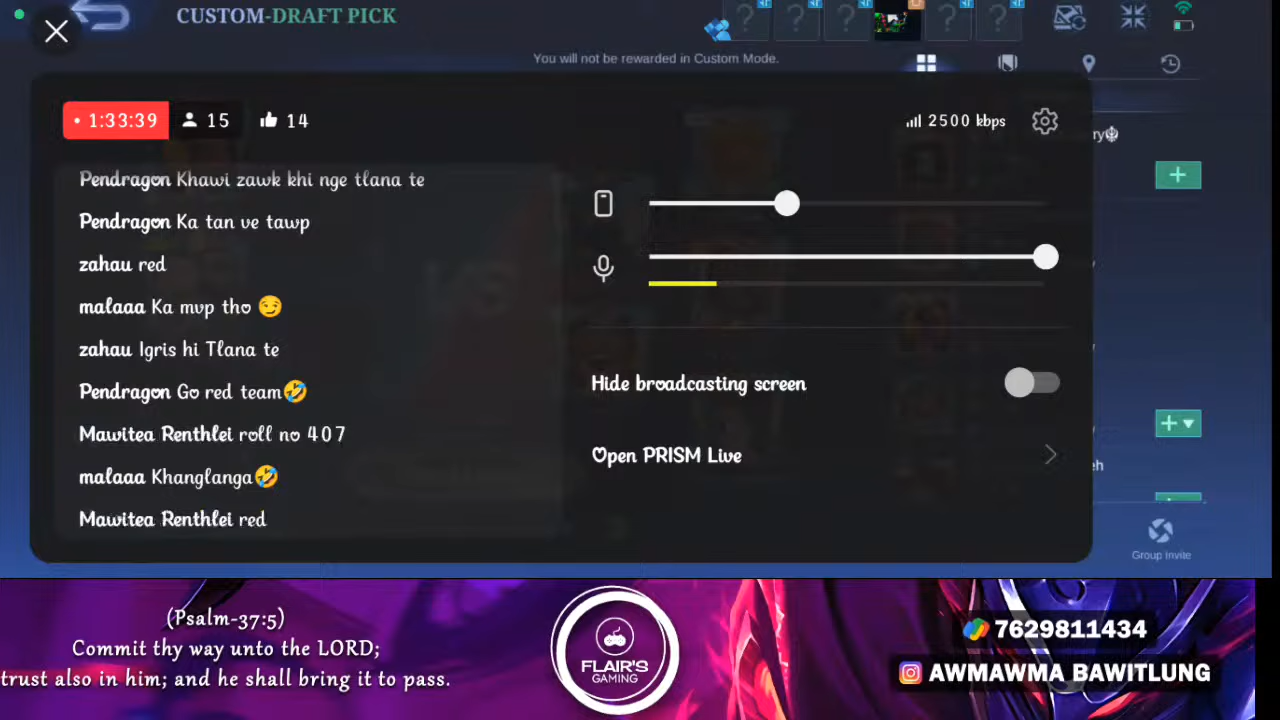 CUSTOM-DRAFT PICK
You will not be rewarded in Custom Mode.
1:33:39 15 14
2500 kbps
Pendragon Khawi zawk khi nge tlana te
Pendragon Ka tan ve tawp
zahau red
malaaa Ka mvp tho 😏
zahau Igris hi Tlana te
Pendragon Go red team🤣
Mawitea Renthlei roll no 407
malaaa Khanglanga🤣
Mawitea Renthlei red
Hide broadcasting screen
Open PRISM Live
Group Invite
(Psalm-37:5)
Commit thy way unto the LORD;
trust also in him; and he shall bring it to pass.
FLAIR'S
GAMING
7629811434
AWMAWMA BAWITLUNG